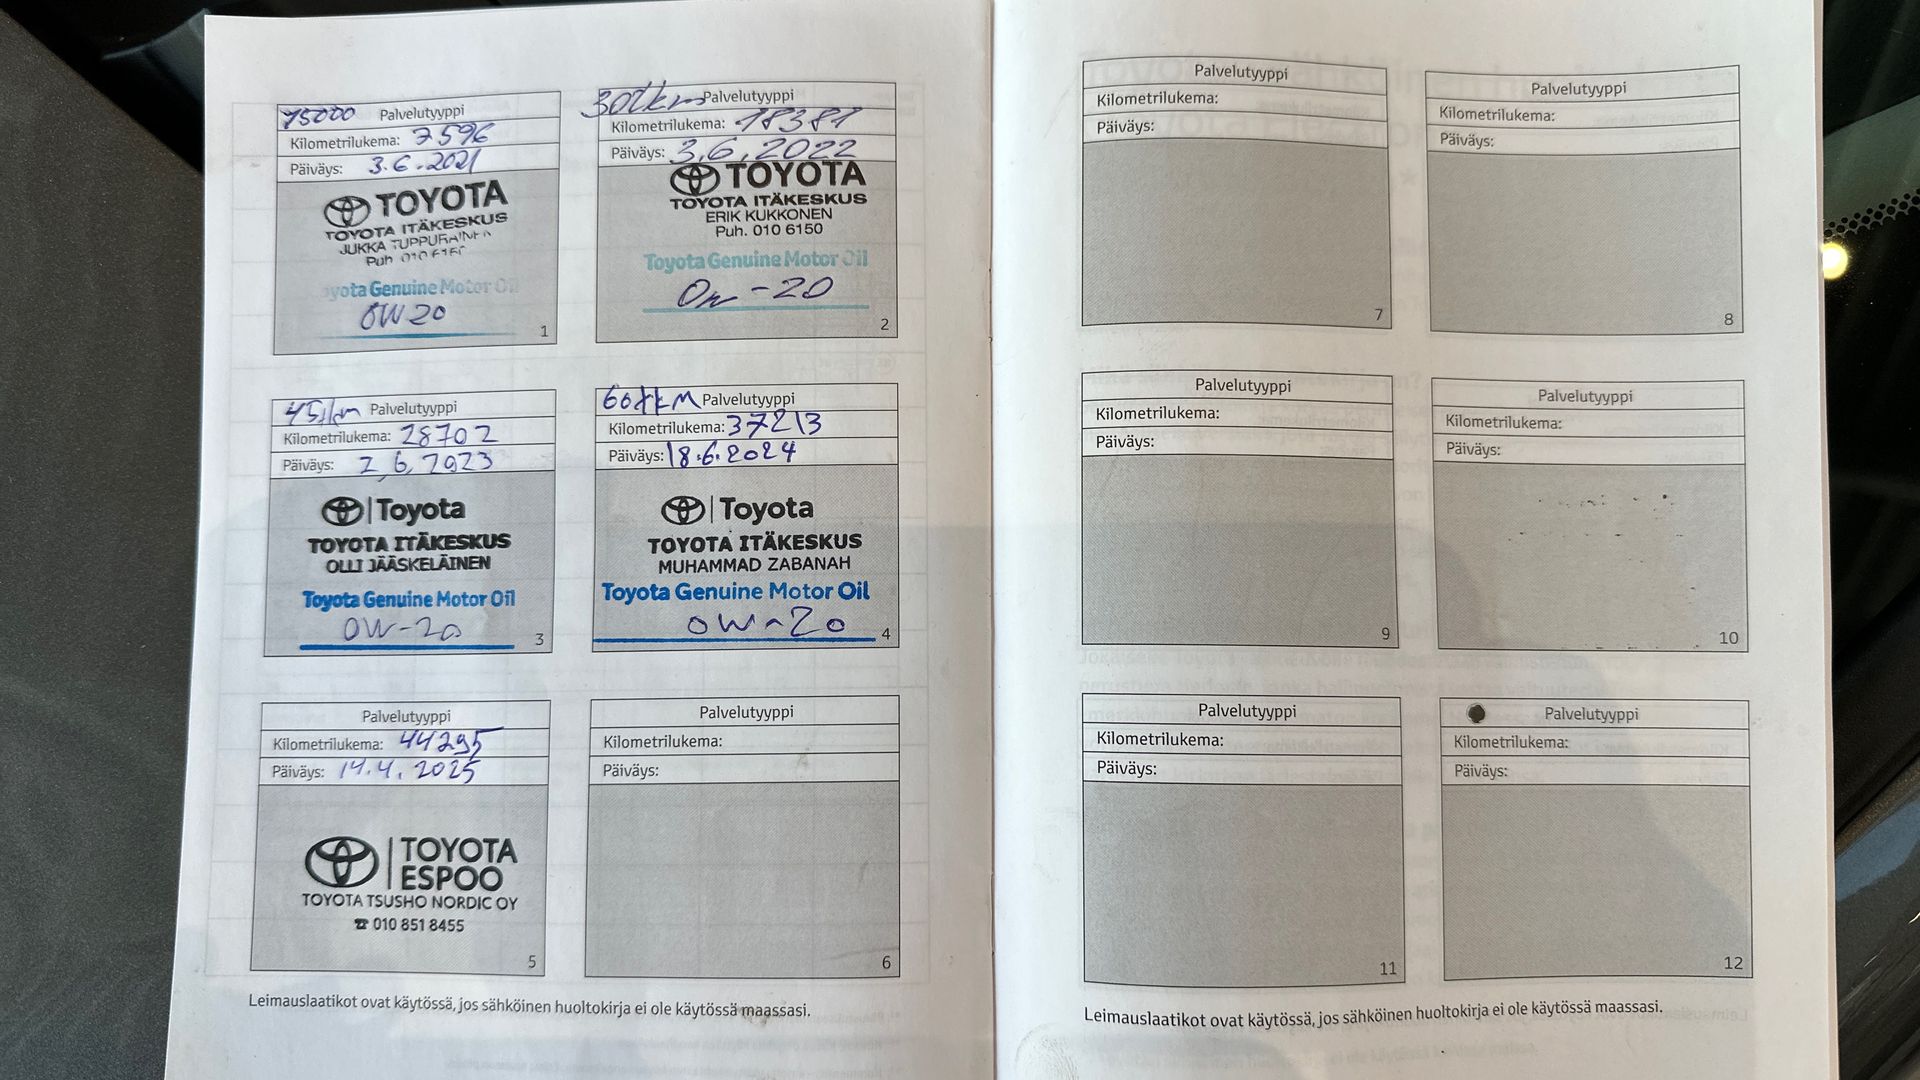 15000 Palvelutyyppi
Kilometrilukema: 7596
Päiväys: 3.6.2021
TOYOTA
TOYOTA ITÄKESKUS
JUKKA
Puh
Toyota Genuine Motor Oil
0W20
1
30tkm Palvelutyyppi
Kilometrilukema: 18381
Päiväys: 3.6.2022
TOYOTA
TOYOTA ITÄKESKUS
ERIK KUKKONEN
Puh. 010 6150
Toyota Genuine Motor Oil
0w-20
2
45tkm Palvelutyyppi
Kilometrilukema: 28702
Päiväys: 2 6, 2023
Toyota
TOYOTA ITÄKESKUS
OLLI JÄÄSKELÄINEN
Toyota Genuine Motor Oil
0W-20
3
60tkM Palvelutyyppi
Kilometrilukema: 37213
Päiväys: 18.6.2024
Toyota
TOYOTA ITÄKESKUS
MUHAMMAD ZABANAH
Toyota Genuine Motor Oil
0W-20
4
Palvelutyyppi
Kilometrilukema: 44295
Päiväys: 14.4.2025
TOYOTA
ESPOO
TOYOTA TSUSHO NORDIC OY
☎ 010 851 8455
5
Palvelutyyppi
Kilometrilukema:
Päiväys:
6
Leimauslaatikot ovat käytössä, jos sähköinen huoltokirja ei ole käytössä maassasi.
Palvelutyyppi
Kilometrilukema:
Päiväys:
7
Palvelutyyppi
Kilometrilukema:
Päiväys:
8
Palvelutyyppi
Kilometrilukema:
Päiväys:
9
Palvelutyyppi
Kilometrilukema:
Päiväys:
10
Palvelutyyppi
Kilometrilukema:
Päiväys:
11
Palvelutyyppi
Kilometrilukema:
Päiväys:
12
Leimauslaatikot ovat käytössä, jos sähköinen huoltokirja ei ole käytössä maassasi.